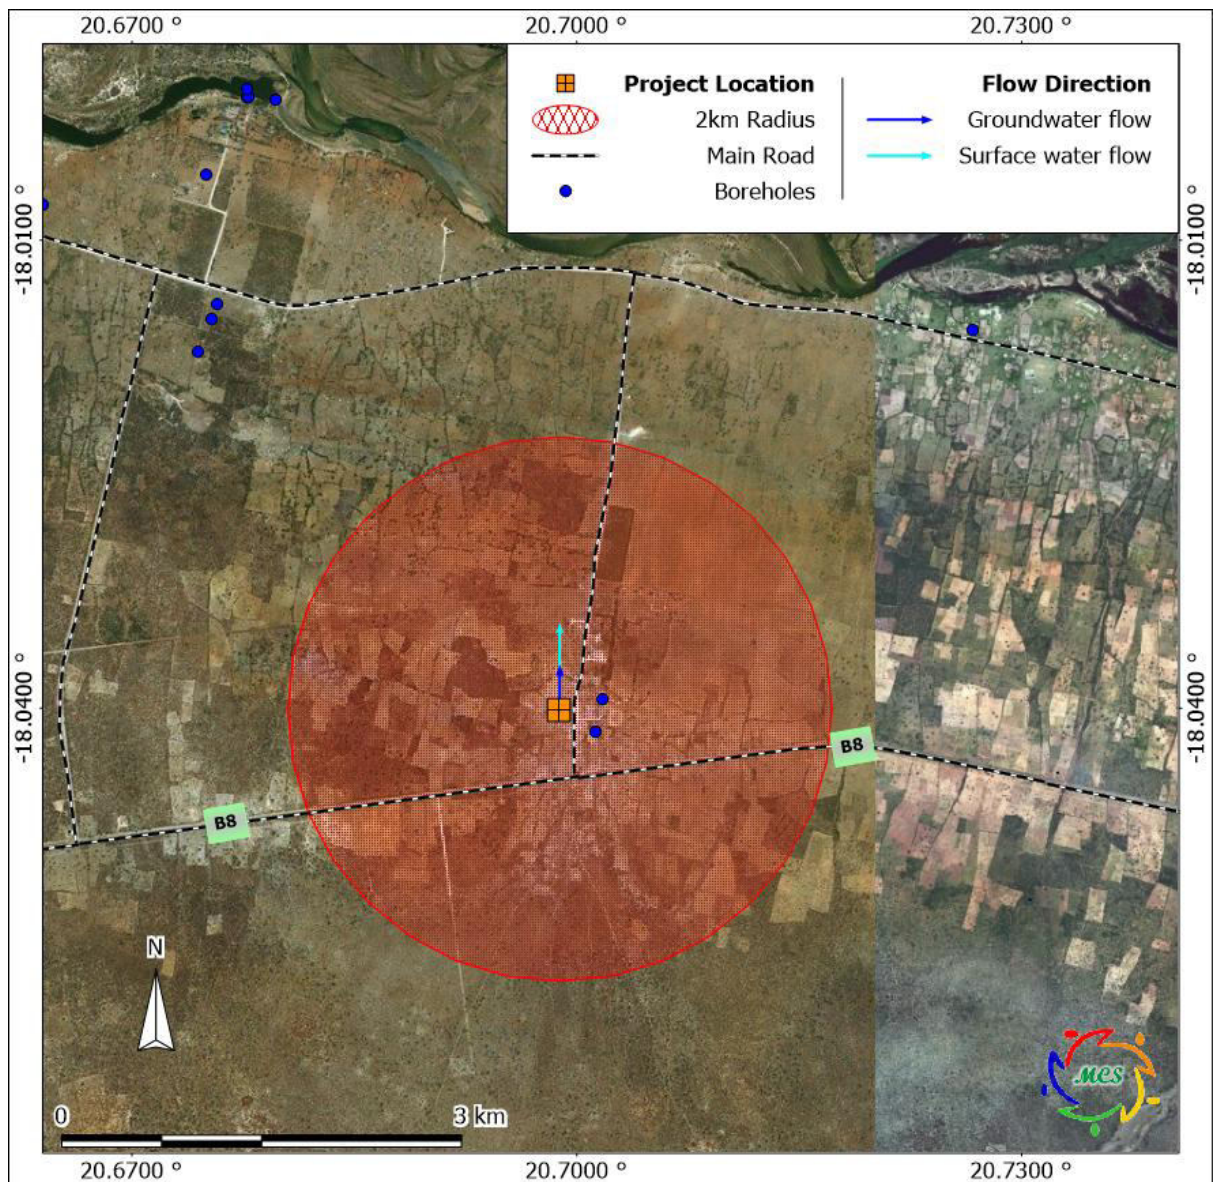 20.6700 °
20.7000 °
20.7300 °
Project Location
Flow Direction
2km Radius
Groundwater flow
Main Road
Surface water flow
Boreholes
-18.0100 °
-18.0100 °
-18.0400 °
-18.0400 °
B8
B8
N
MCS
0
3 km
20.6700 °
20.7000 °
20.7300 °